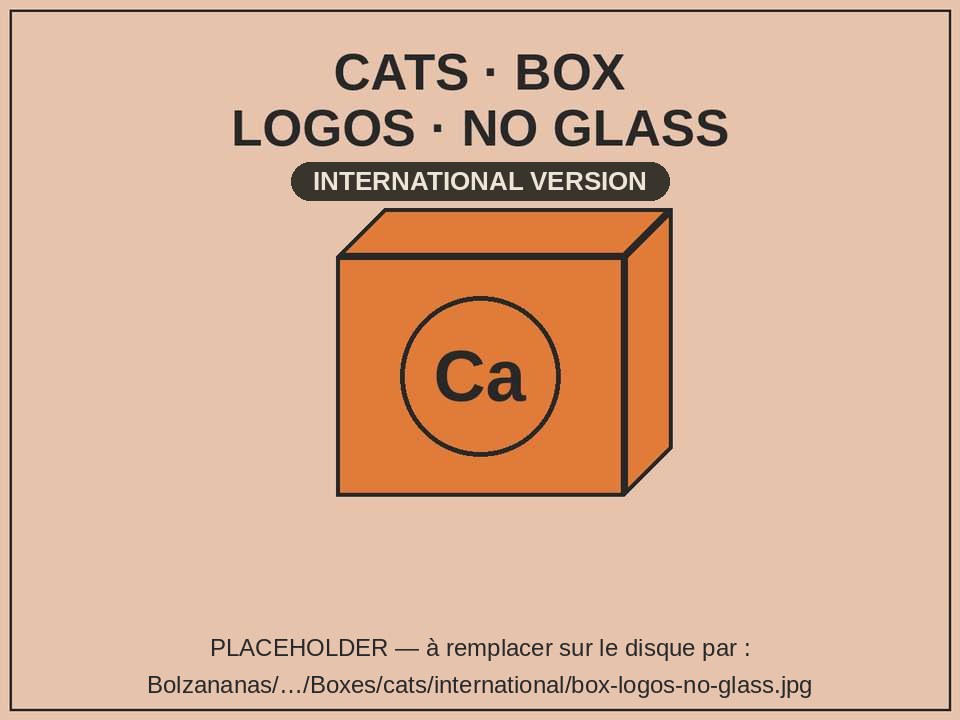 CATS · BOX
LOGOS · NO GLASS
INTERNATIONAL VERSION
Ca
PLACEHOLDER — à remplacer sur le disque par :
Bolzananas/…/Boxes/cats/international/box-logos-no-glass.jpg